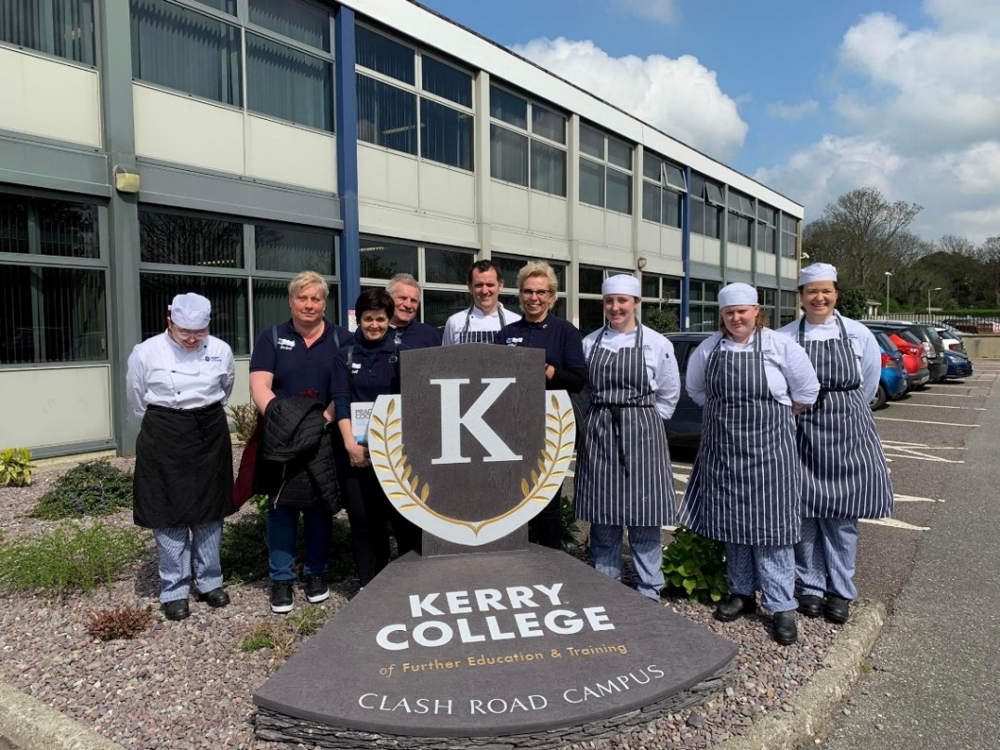 K
KERRY
COLLEGE
of Further Education & Training
CLASH ROAD CAMPUS